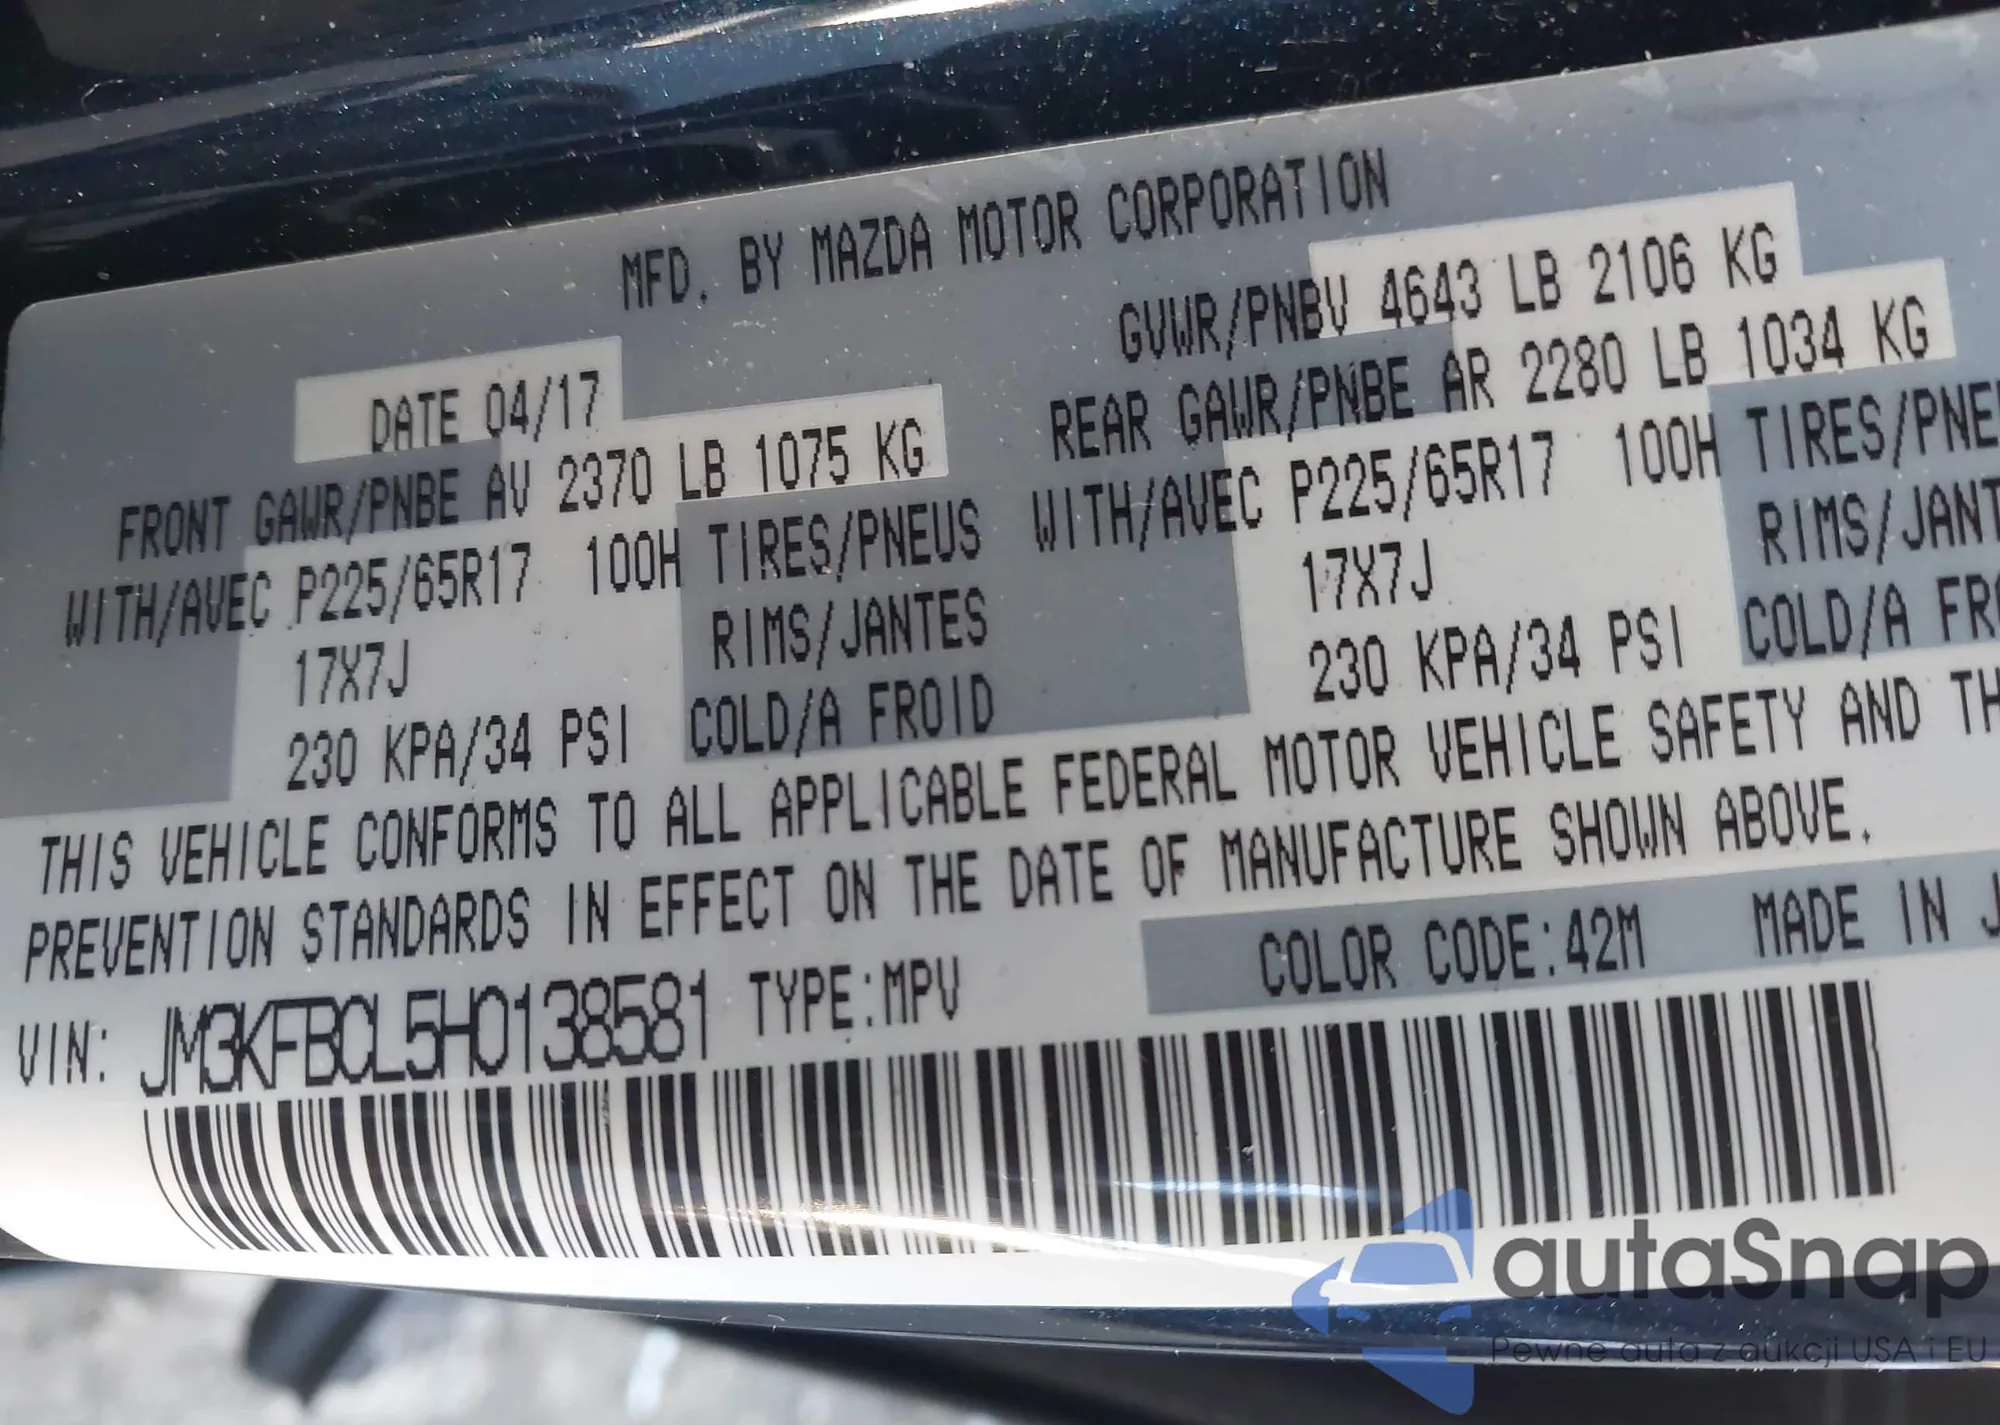 MFD. BY MAZDA MOTOR CORPORATION
DATE 04/17
GVWR/PNBV 4643 LB 2106 KG
FRONT GAWR/PNBE AV 2370 LB 1075 KG
REAR GAWR/PNBE AR 2280 LB 1034 KG
WITH/AVEC P225/65R17 100H TIRES/PNEUS
WITH/AVEC P225/65R17 100H TIRES/PNE
17X7J RIMS/JANTES
17X7J RIMS/JANT
230 KPA/34 PSI COLD/A FROID
230 KPA/34 PSI COLD/A FRO
THIS VEHICLE CONFORMS TO ALL APPLICABLE FEDERAL MOTOR VEHICLE SAFETY AND TH
PREVENTION STANDARDS IN EFFECT ON THE DATE OF MANUFACTURE SHOWN ABOVE.
VIN: JM3KFBCL5H0138581 TYPE:MPV
COLOR CODE:42M MADE IN J
autaSnap
Pewne auta z aukcji USA i EU